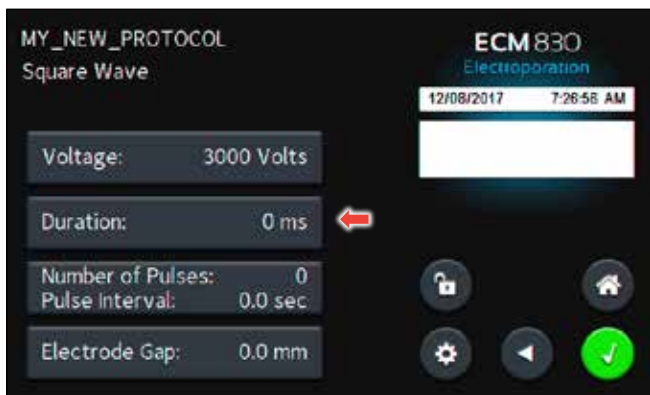 MY_NEW_PROTOCOL
Square Wave
Voltage: 3000 Volts
Duration: 0 ms
Number of Pulses: 0
Pulse Interval: 0.0 sec
Electrode Gap: 0.0 mm
ECM 830
Electroporation
12/08/2017 7:26:56 AM